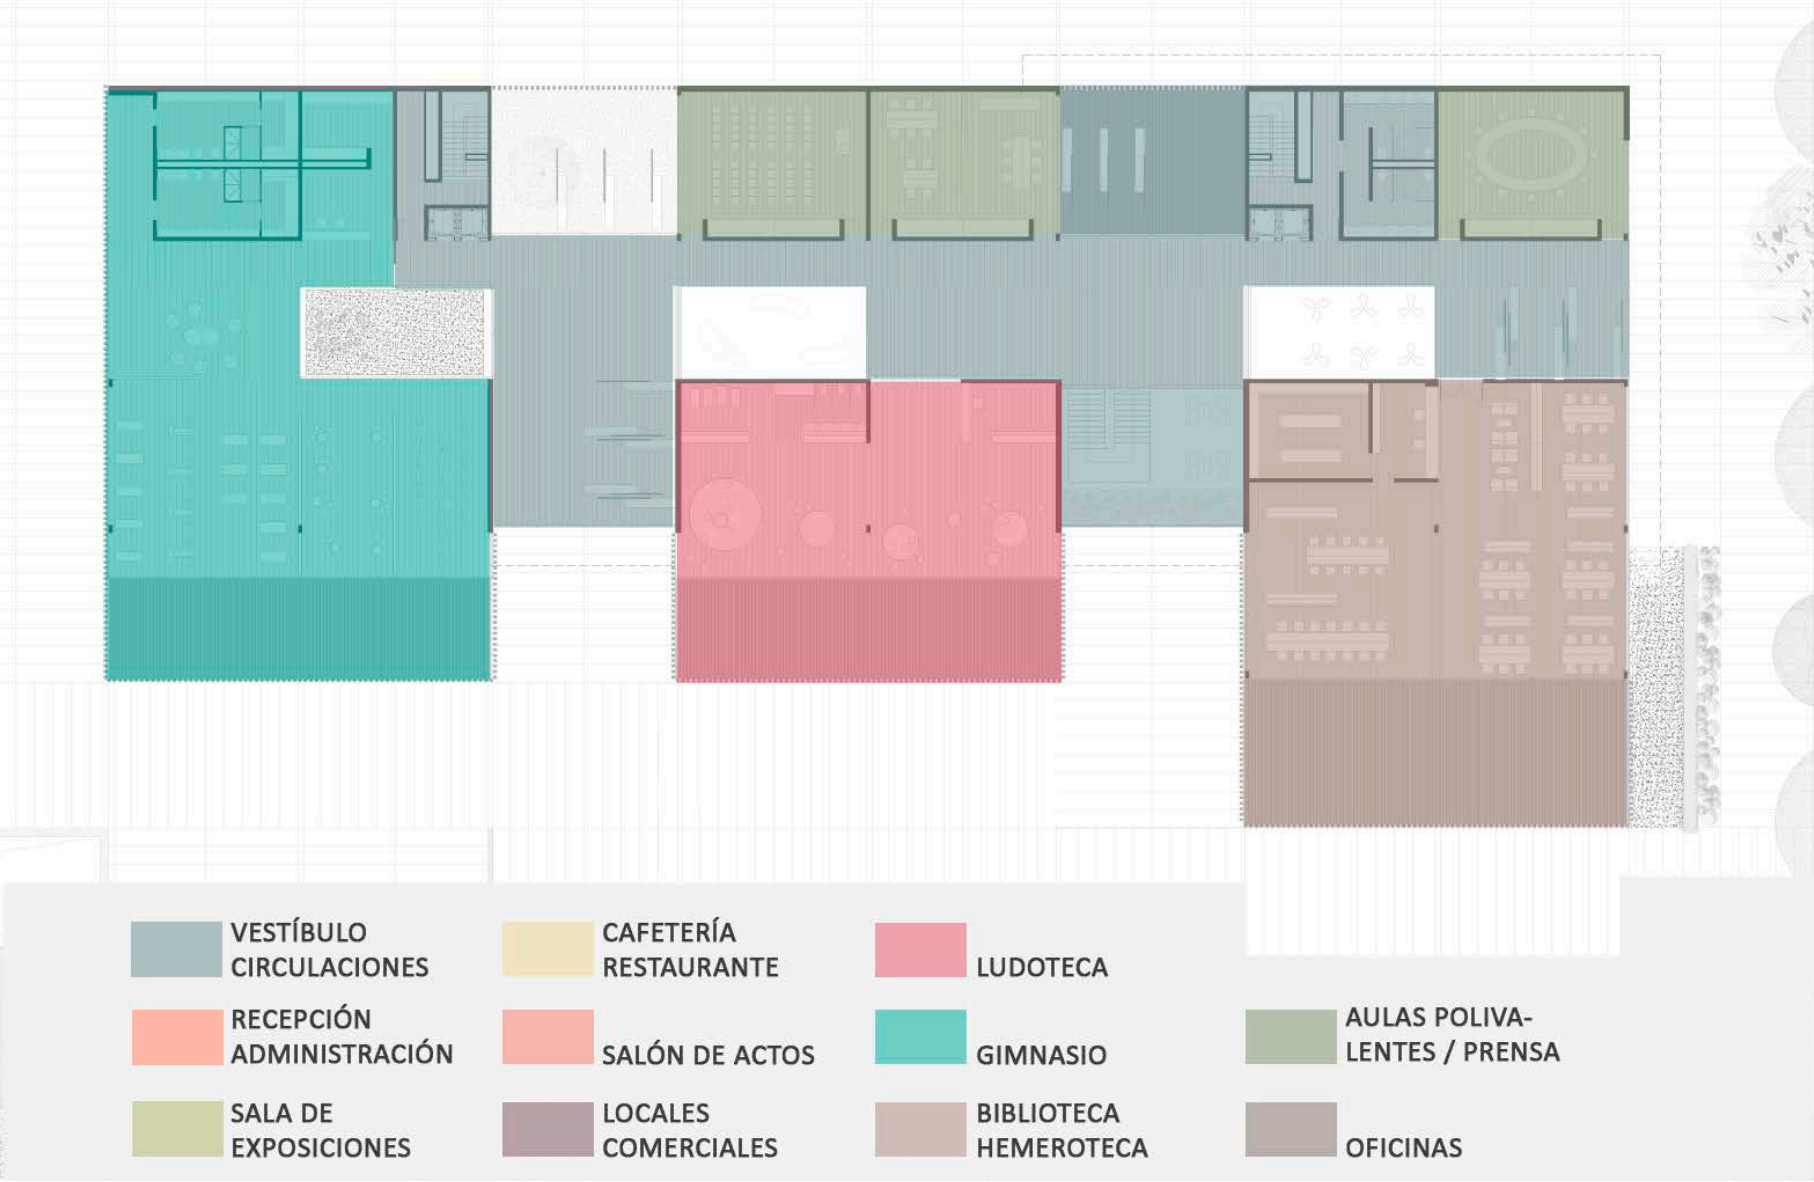 VESTÍBULO
CIRCULACIONES
CAFETERÍA
RESTAURANTE
LUDOTECA
RECEPCIÓN
ADMINISTRACIÓN
SALÓN DE ACTOS
GIMNASIO
AULAS POLIVA-
LENTES / PRENSA
SALA DE
EXPOSICIONES
LOCALES
COMERCIALES
BIBLIOTECA
HEMEROTECA
OFICINAS